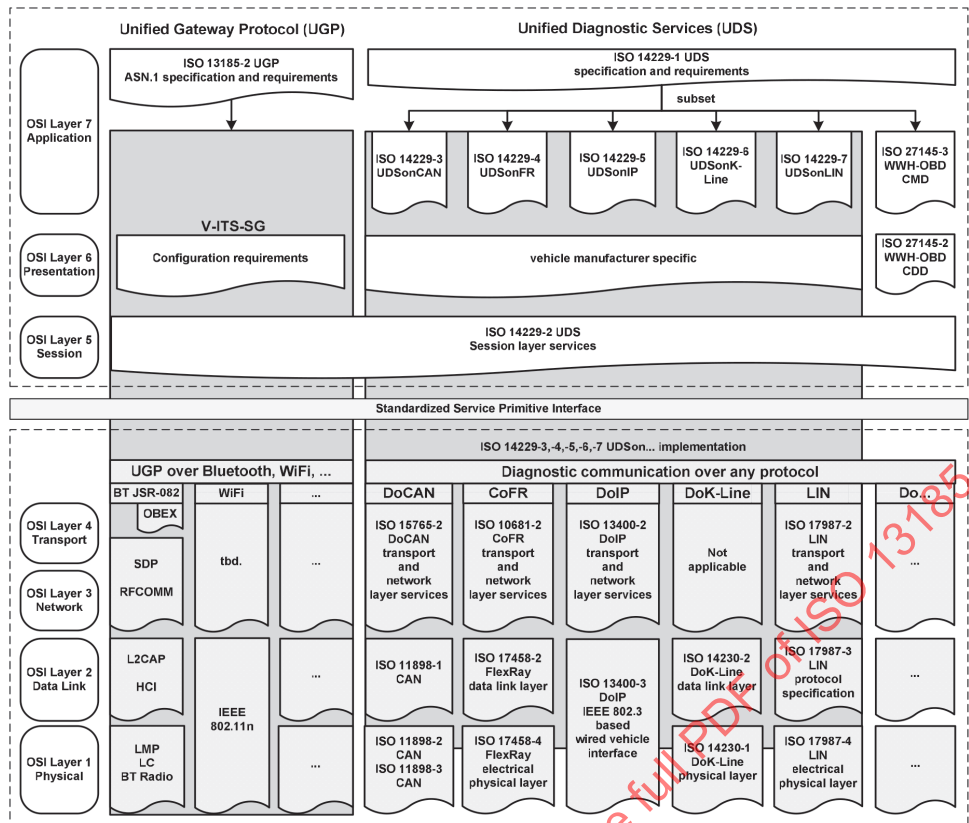 Unified Gateway Protocol (UGP)
Unified Diagnostic Services (UDS)
OSI Layer 7
Application
ISO 13185-2 UGP
ASN.1 specification and requirements
ISO 14229-1 UDS
specification and requirements
subset
ISO 14229-3
UDSonCAN
ISO 14229-4
UDSonFR
ISO 14229-5
UDSonIP
ISO 14229-6
UDSonK-
Line
ISO 14229-7
UDSonLIN
ISO 27145-3
WWH-OBD
CMD
V-ITS-SG
OSI Layer 6
Presentation
Configuration requirements
vehicle manufacturer specific
ISO 27145-2
WWH-OBD
CDD
OSI Layer 5
Session
ISO 14229-2 UDS
Session layer services
Standardized Service Primitive Interface
ISO 14229-3,-4,-5,-6,-7 UDSon... implementation
UGP over Bluetooth, WiFi, ...
Diagnostic communication over any protocol
BT JSR-082
WiFi
...
DoCAN
CoFR
DoIP
DoK-Line
LIN
Do...
OSI Layer 4
Transport
OSI Layer 3
Network
OBEX
SDP
RFCOMM
tbd.
...
ISO 15765-2
DoCAN
transport
and
network
layer services
ISO 10681-2
CoFR
transport
and
network
layer services
ISO 13400-2
DoIP
transport
and
network
layer services
Not
applicable
ISO 17987-2
LIN
transport
and
network
layer services
...
OSI Layer 2
Data Link
L2CAP
HCI
IEEE
802.11n
...
ISO 11898-1
CAN
ISO 17458-2
FlexRay
data link layer
ISO 13400-3
DoIP
IEEE 802.3
based
wired vehicle
interface
ISO 14230-2
DoK-Line
data link layer
ISO 17987-3
LIN
protocol
specification
...
OSI Layer 1
Physical
LMP
LC
BT Radio
...
ISO 11898-2
CAN
ISO 11898-3
CAN
ISO 17458-4
FlexRay
electrical
physical layer
ISO 14230-1
DoK-Line
physical layer
ISO 17987-4
LIN
electrical
physical layer
...
e full PDF of ISO 13185